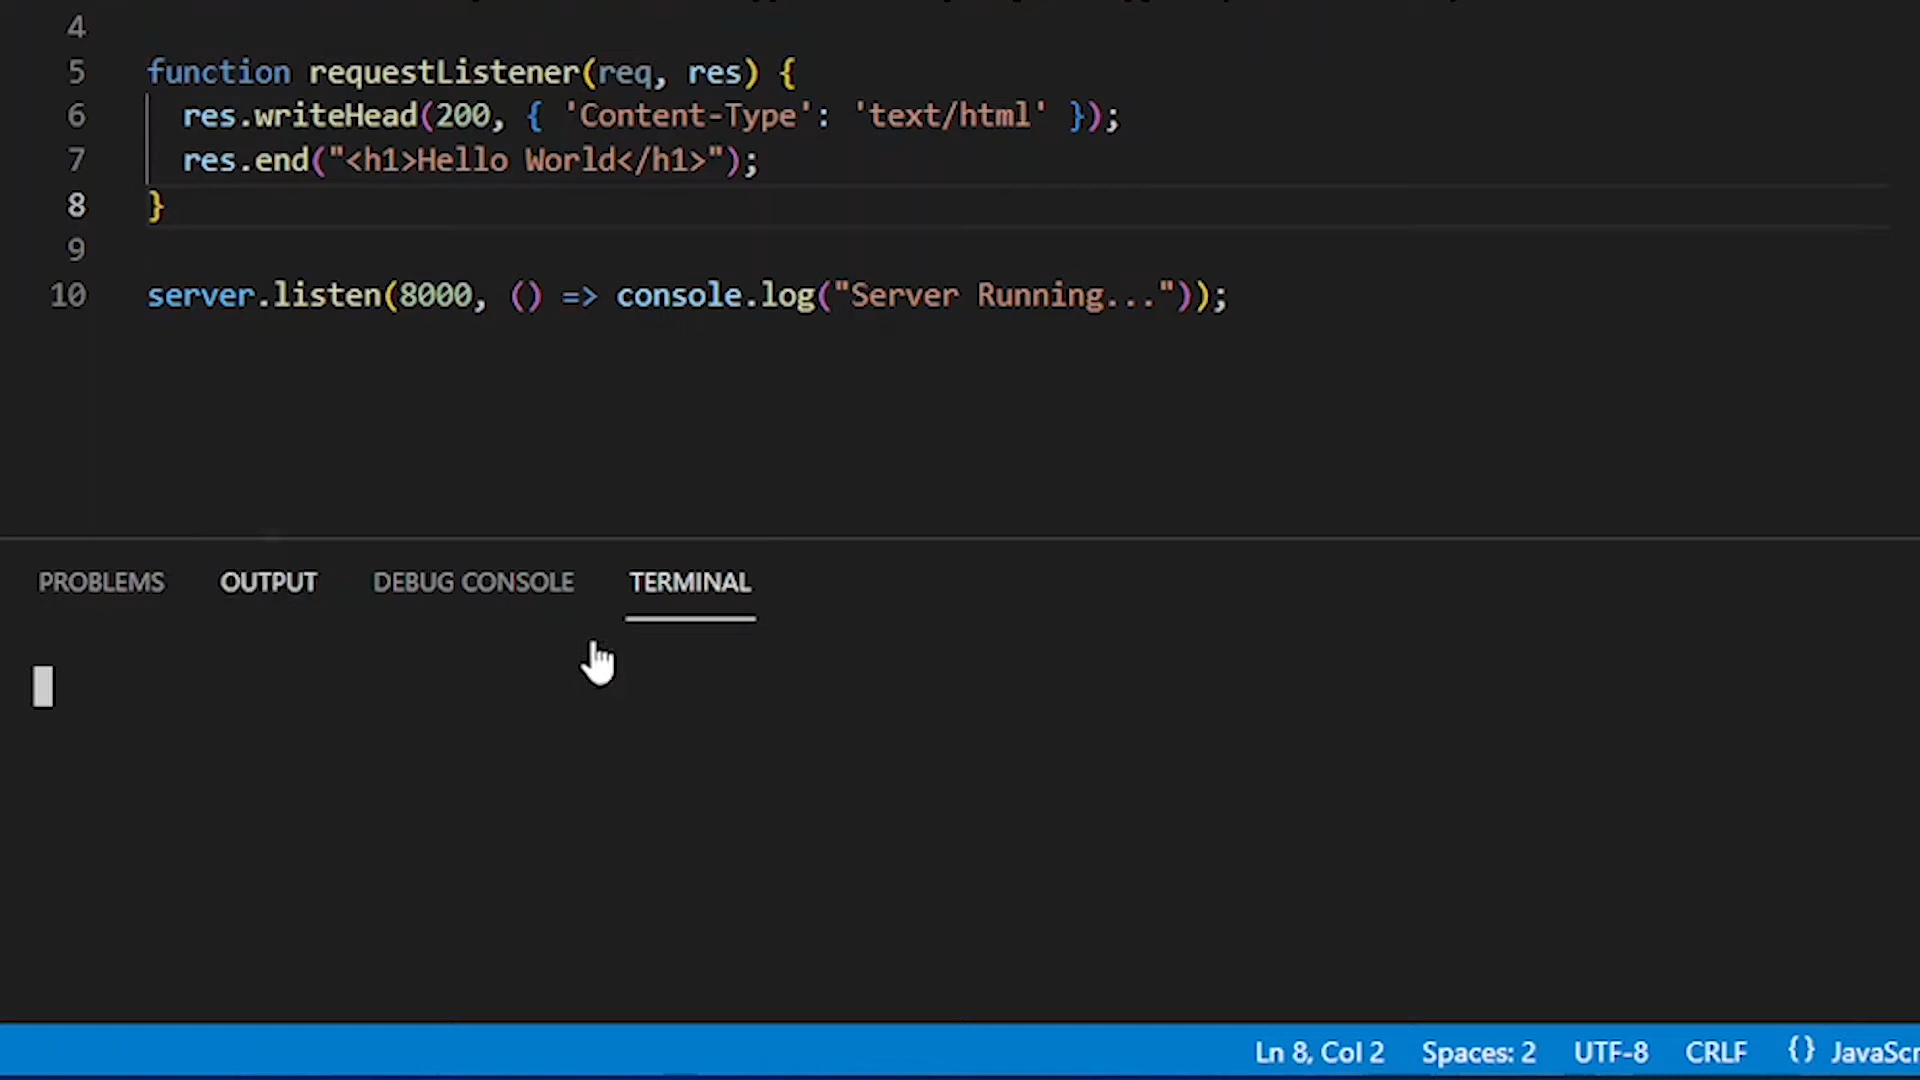 4
5 function requestListener(req, res) {
6 res.writeHead(200, { 'Content-Type': 'text/html' });
7 res.end("<h1>Hello World</h1>");
8 }
9
10 server.listen(8000, () => console.log("Server Running..."));
PROBLEMS OUTPUT DEBUG CONSOLE TERMINAL
Ln 8, Col 2 Spaces: 2 UTF-8 CRLF {} JavaScr